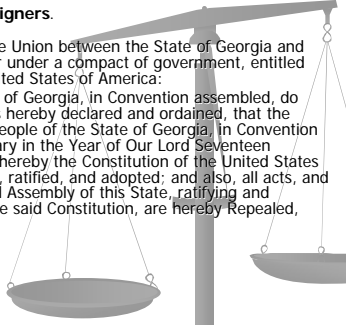 igners.
e Union between the State of Georgia and
r under a compact of government, entitled
ted States of America:
of Georgia, in Convention assembled, do
s hereby declared and ordained, that the
eople of the State of Georgia, in Convention
ary in the Year of Our Lord Seventeen
hereby the Constitution of the United States
, ratified, and adopted; and also, all acts, and
l Assembly of this State, ratifying and
e said Constitution, are hereby Repealed,